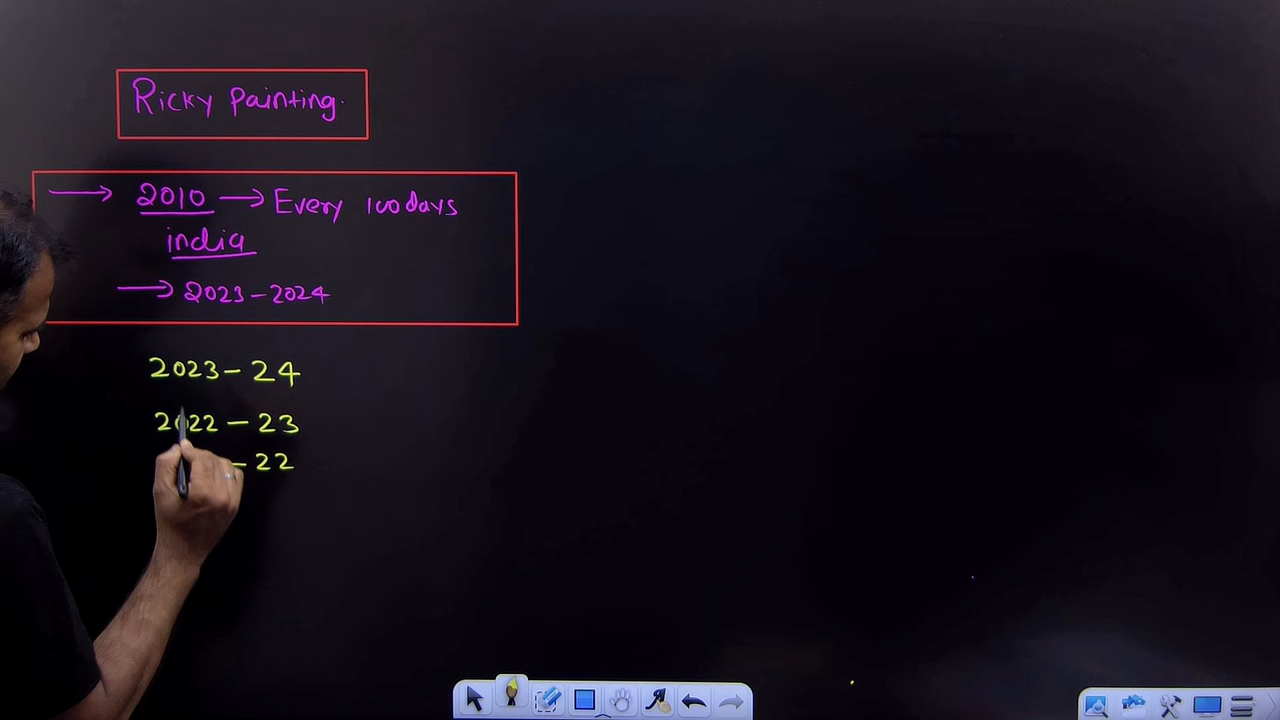 Ricky Painting.
→ 2010 → Every 100 days
india
→ 2023-2024
2023-24
2022-23
-22